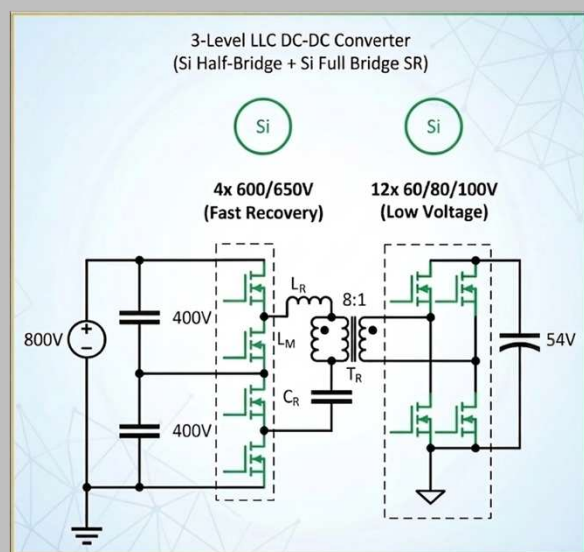 3-Level LLC DC-DC Converter
(Si Half-Bridge + Si Full Bridge SR)
Si
Si
4x 600/650V
(Fast Recovery)
12x 60/80/100V
(Low Voltage)
800V
+
−
400V
400V
LR
LM
8:1
TR
CR
54V